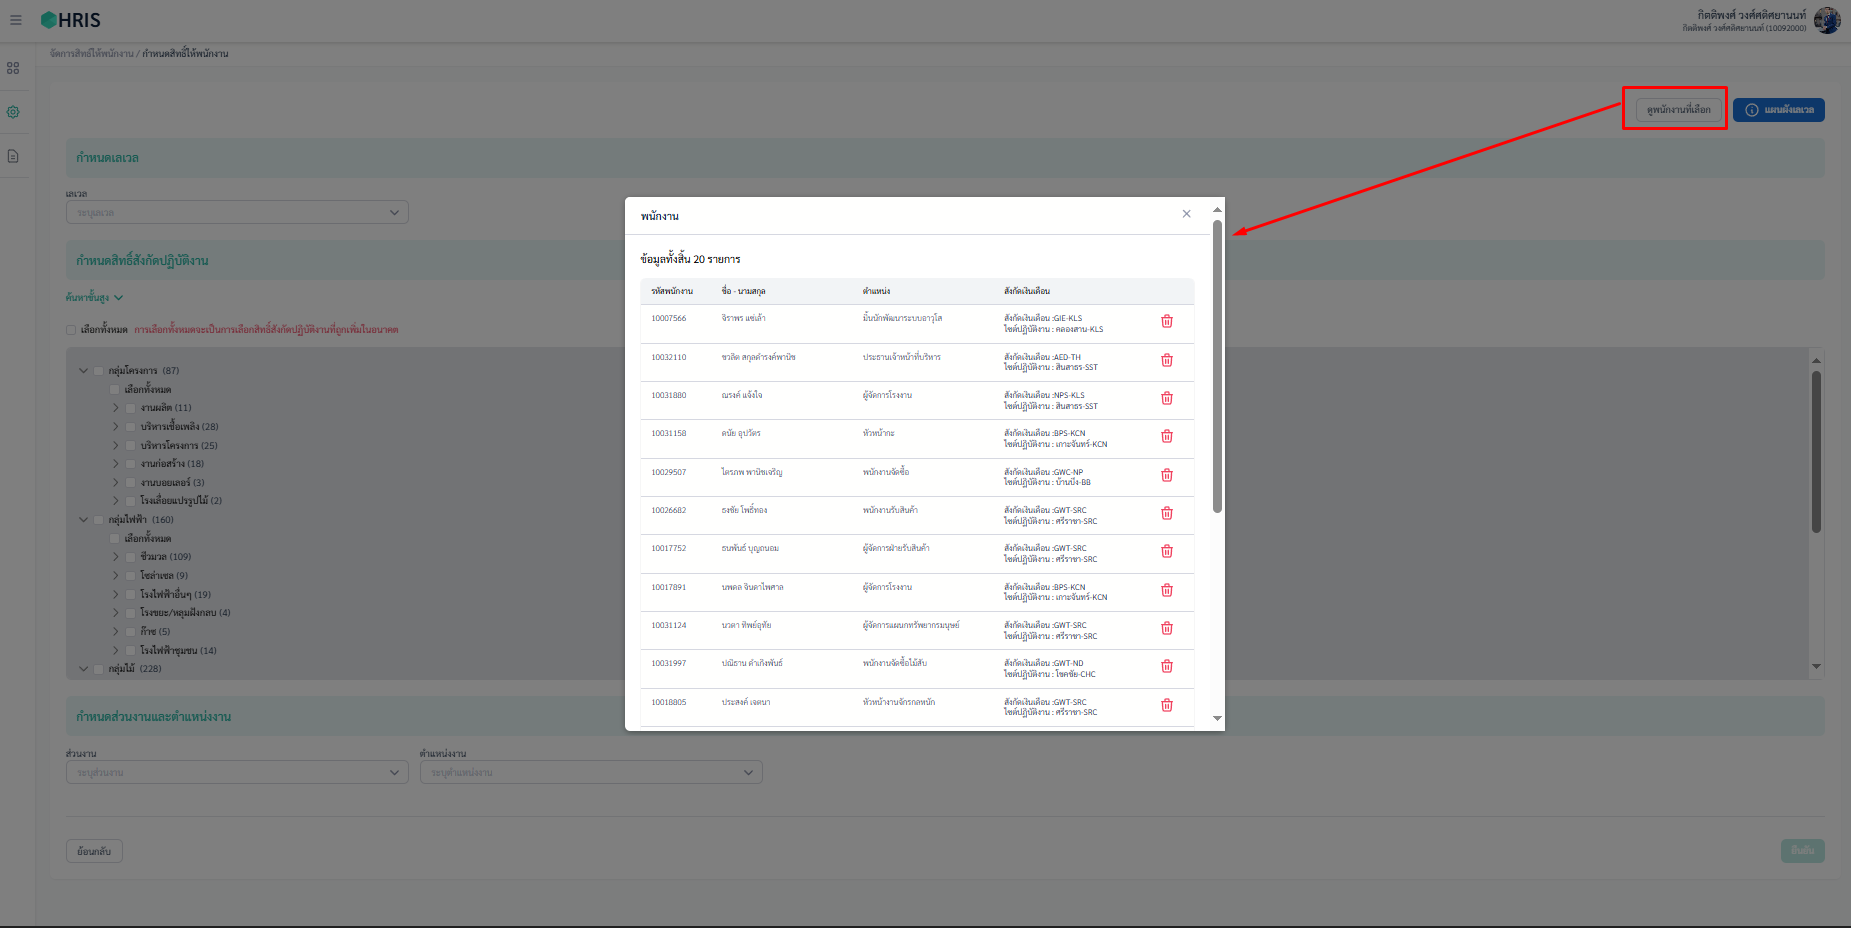 HRIS
กิตติพงศ์ วงศ์ศดิศยานนท์
กิตติพงศ์ วงศ์ศดิศยานนท์ (10092000)
จัดการสิทธิ์ให้พนักงาน / กำหนดสิทธิ์ให้พนักงาน
ดูพนักงานที่เลือก
แผนผังเลเวล
กำหนดเลเวล
เลเวล
ระบุเลเวล
กำหนดสิทธิ์สังกัดปฏิบัติงาน
ค้นหาขั้นสูง
เลือกทั้งหมด การเลือกทั้งหมดจะเป็นการเลือกสิทธิ์สังกัดปฏิบัติงานที่ถูกเพิ่มในอนาคต
กลุ่มโครงการ (87)
เลือกทั้งหมด
งานผลิต (11)
บริหารเชื้อเพลิง (28)
บริหารโครงการ (25)
งานก่อสร้าง (18)
งานบอยเลอร์ (3)
โรงเลื่อยแปรรูปไม้ (2)
กลุ่มไฟฟ้า (160)
เลือกทั้งหมด
ชีวมวล (109)
โซล่าเซล (9)
โรงไฟฟ้าอื่นๆ (19)
โรงขยะ/หลุมฝังกลบ (4)
ก๊าซ (5)
โรงไฟฟ้าชุมชน (14)
กลุ่มไม้ (228)
กำหนดส่วนงานและตำแหน่งงาน
ส่วนงาน
ระบุส่วนงาน
ตำแหน่งงาน
ระบุตำแหน่งงาน
ย้อนกลับ
ยืนยัน
พนักงาน
ข้อมูลทั้งสิ้น 20 รายการ
รหัสพนักงาน ชื่อ - นามสกุล ตำแหน่ง สังกัดเงินเดือน
10007566 จิราพร แซ่เล้า มิ้นนักพัฒนาระบบอาวุโส สังกัดเงินเดือน :GIE-KLS
ไซต์ปฏิบัติงาน : คลองสาน-KLS
10032110 ชวลิต สกุลดำรงค์พานิช ประธานเจ้าหน้าที่บริหาร สังกัดเงินเดือน :AED-TH
ไซต์ปฏิบัติงาน : สินสาธร-SST
10031880 ณรงค์ แจ้งใจ ผู้จัดการโรงงาน สังกัดเงินเดือน :NPS-KLS
ไซต์ปฏิบัติงาน : สินสาธร-SST
10031158 ดนัย อุปวัตร หัวหน้ากะ สังกัดเงินเดือน :BPS-KCN
ไซต์ปฏิบัติงาน : เกาะจันทร์-KCN
10029507 ไตรภพ พานิชเจริญ พนักงานจัดซื้อ สังกัดเงินเดือน :GWC-NP
ไซต์ปฏิบัติงาน : บ้านบึง-BB
10026682 ธงชัย โพธิ์ทอง พนักงานรับสินค้า สังกัดเงินเดือน :GWT-SRC
ไซต์ปฏิบัติงาน : ศรีราชา-SRC
10017752 ธนพันธ์ บุญถนอม ผู้จัดการฝ่ายรับสินค้า สังกัดเงินเดือน :GWT-SRC
ไซต์ปฏิบัติงาน : ศรีราชา-SRC
10017891 นพดล จินดาไพศาล ผู้จัดการโรงงาน สังกัดเงินเดือน :BPS-KCN
ไซต์ปฏิบัติงาน : เกาะจันทร์-KCN
10031124 นวตา ทิพย์อุทัย ผู้จัดการแผนกทรัพยากรมนุษย์ สังกัดเงินเดือน :GWT-SRC
ไซต์ปฏิบัติงาน : ศรีราชา-SRC
10031997 ปณิธาน คำเกิงพันธ์ พนักงานจัดซื้อไม้สับ สังกัดเงินเดือน :GWT-ND
ไซต์ปฏิบัติงาน : โชคชัย-CHC
10018805 ประสงค์ เจตนา หัวหน้างานจักรกลหนัก สังกัดเงินเดือน :GWT-SRC
ไซต์ปฏิบัติงาน : ศรีราชา-SRC